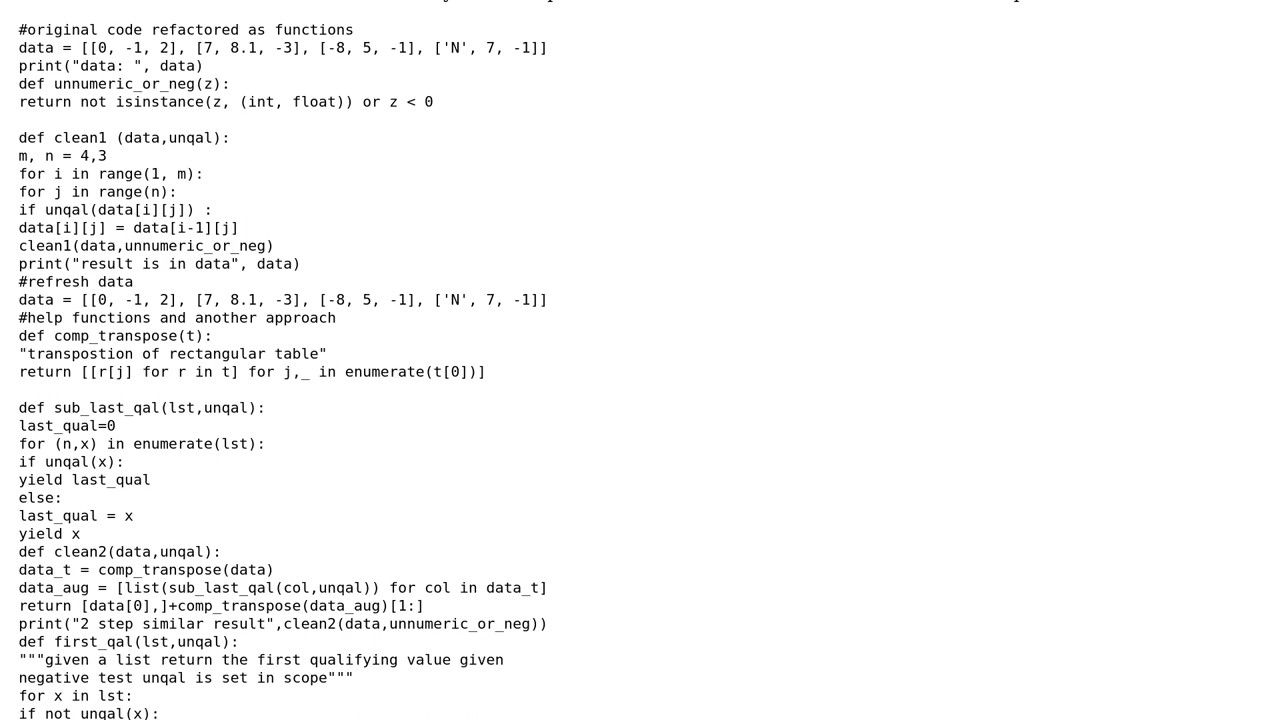 #original code refactored as functions
data = [[0, -1, 2], [7, 8.1, -3], [-8, 5, -1], ['N', 7, -1]]
print("data: ", data)
def unnumeric_or_neg(z):
return not isinstance(z, (int, float)) or z < 0
def clean1 (data,unqal):
m, n = 4,3
for i in range(1, m):
for j in range(n):
if unqal(data[i][j]) :
data[i][j] = data[i-1][j]
clean1(data,unnumeric_or_neg)
print("result is in data", data)
#refresh data
data = [[0, -1, 2], [7, 8.1, -3], [-8, 5, -1], ['N', 7, -1]]
#help functions and another approach
def comp_transpose(t):
"transpostion of rectangular table"
return [[r[j] for r in t] for j,_ in enumerate(t[0])]
def sub_last_qal(lst,unqal):
last_qual=0
for (n,x) in enumerate(lst):
if unqal(x):
yield last_qual
else:
last_qual = x
yield x
def clean2(data,unqal):
data_t = comp_transpose(data)
data_aug = [list(sub_last_qal(col,unqal)) for col in data_t]
return [data[0],]+comp_transpose(data_aug)[1:]
print("2 step similar result",clean2(data,unnumeric_or_neg))
def first_qal(lst,unqal):
"""given a list return the first qualifying value given
negative test unqal is set in scope"""
for x in lst:
if not unqal(x):